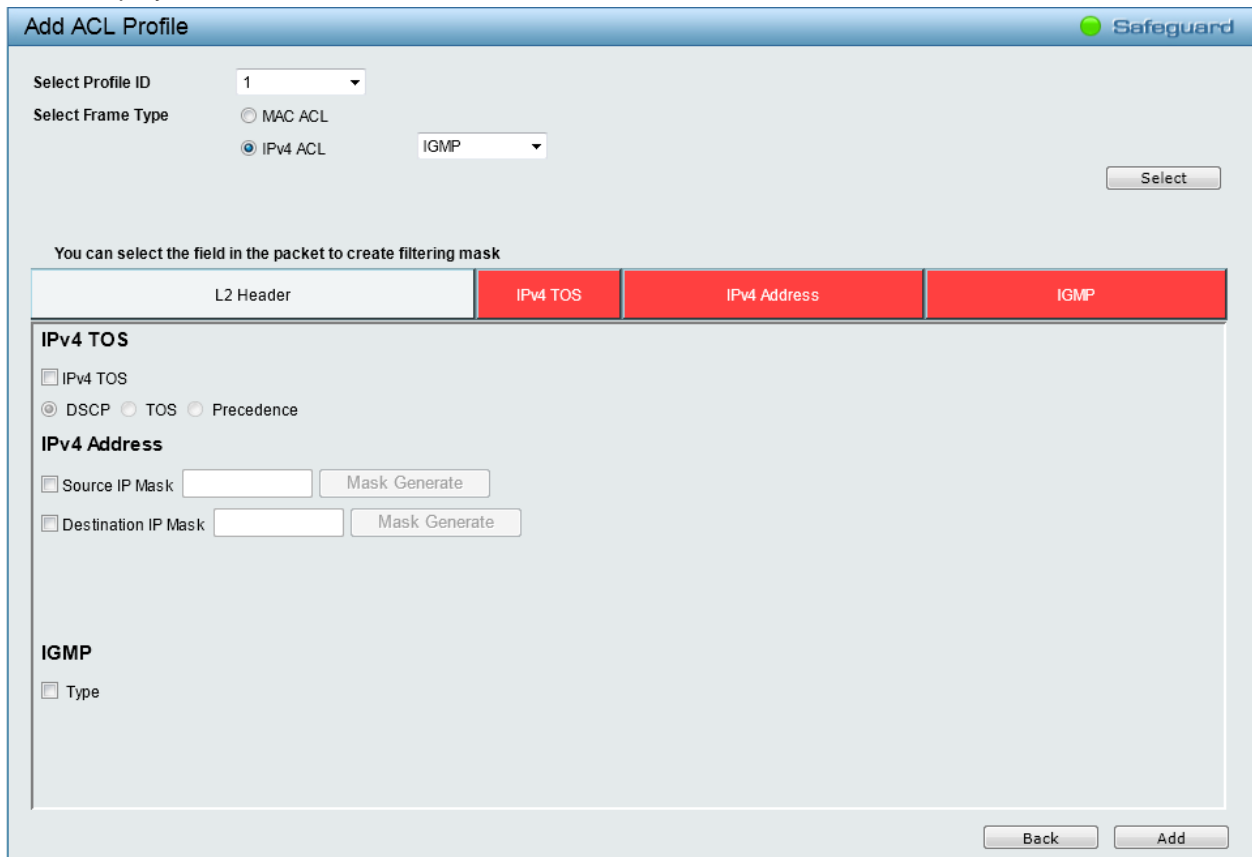 Add ACL Profile Safeguard
Select Profile ID 1
Select Frame Type MAC ACL
IPv4 ACL IGMP
Select
You can select the field in the packet to create filtering mask
L2 Header IPv4 TOS IPv4 Address IGMP
IPv4 TOS
IPv4 TOS
DSCP TOS Precedence
IPv4 Address
Source IP Mask Mask Generate
Destination IP Mask Mask Generate
IGMP
Type
Back Add